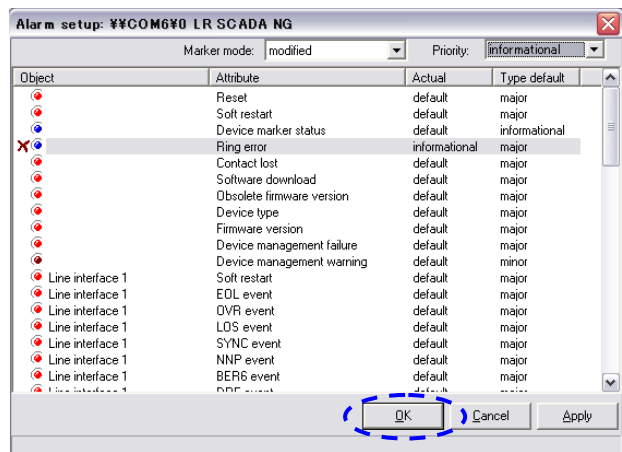 Alarm setup: ¥¥COM6¥0 LR SCADA NG
Marker mode: modified Priority: informational
Object Attribute Actual Type default
Reset default major
Soft restart default major
Device marker status default informational
Ring error informational major
Contact lost default major
Software download default major
Obsolete firmware version default major
Device type default major
Firmware version default major
Device management failure default major
Device management warning default minor
Line interface 1 Soft restart default major
Line interface 1 EOL event default major
Line interface 1 OVR event default major
Line interface 1 LOS event default major
Line interface 1 SYNC event default major
Line interface 1 NNP event default major
Line interface 1 BER6 event default major
OK Cancel Apply